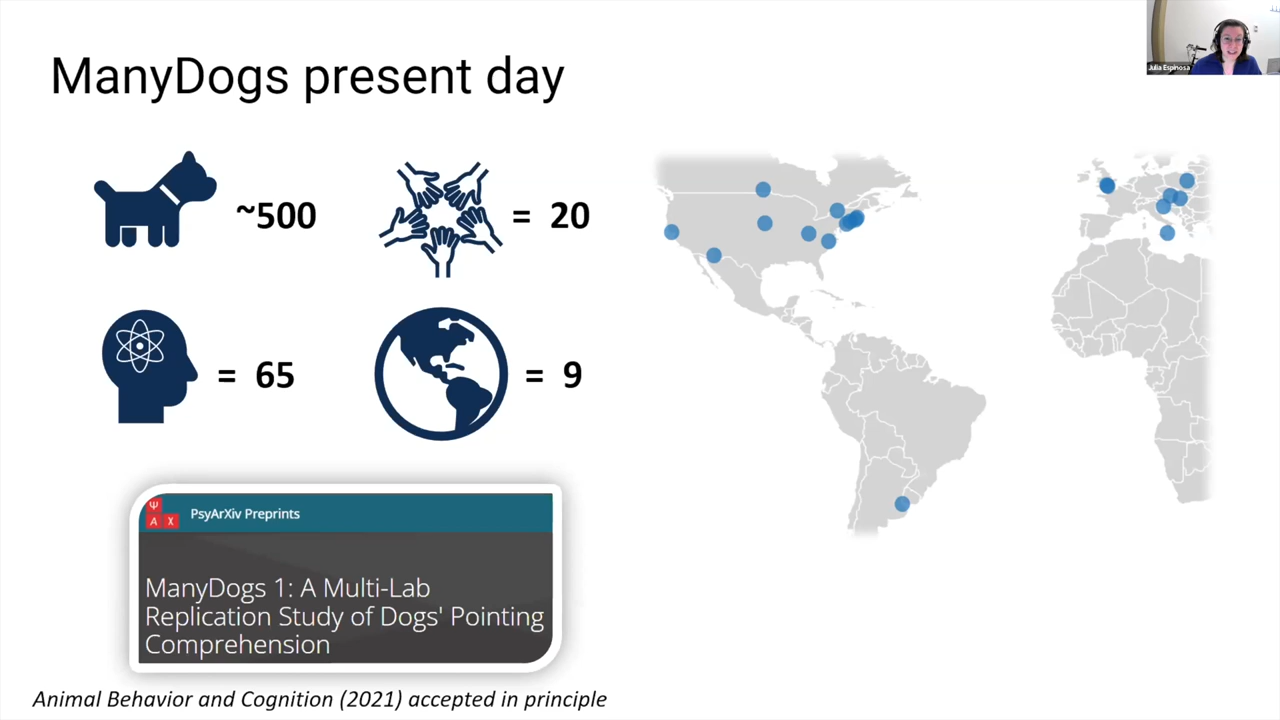 ManyDogs present day
Julia Espinosa
~500
= 20
= 65
= 9
Ψ
A X
PsyArXiv Preprints
ManyDogs 1: A Multi-Lab
Replication Study of Dogs' Pointing
Comprehension
Animal Behavior and Cognition (2021) accepted in principle